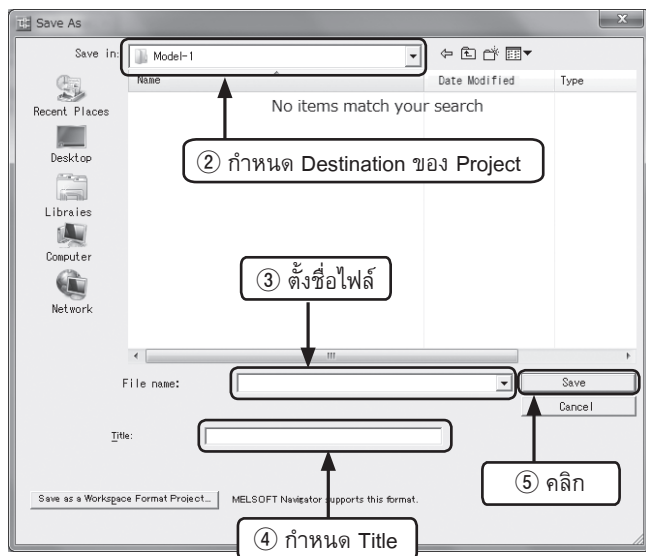 Save As
Save in: Model-1
Name Date Modified Type
No items match your search
Recent Places
Desktop
Libraies
Computer
Network
② กำหนด Destination ของ Project
③ ตั้งชื่อไฟล์
File name: Save
Cancel
Title:
⑤ คลิก
Save as a Workspace Format Project... MELSOFT Navigator supports this format.
④ กำหนด Title